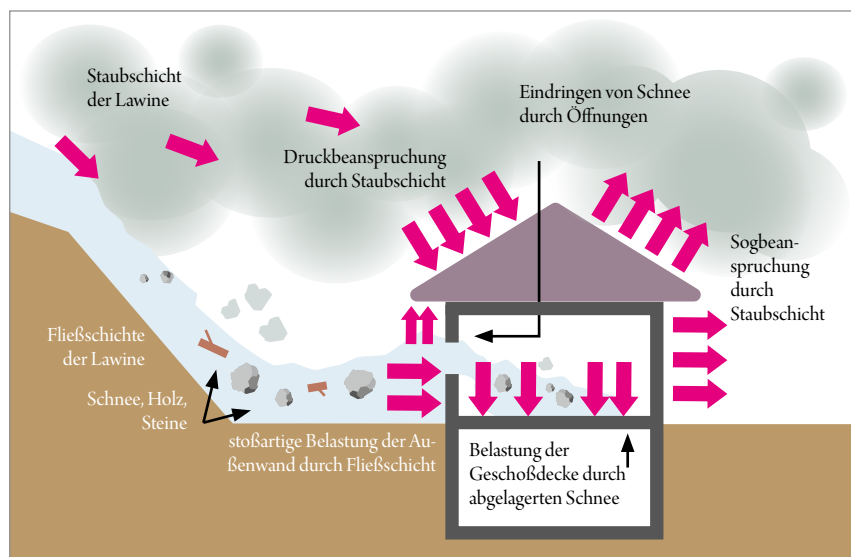 Staubschicht
der Lawine
Eindringen von Schnee
durch Öffnungen
Druckbeanspruchung
durch Staubschicht
Sogbean-
spruchung
durch
Staubschicht
Fließschichte
der Lawine
Schnee, Holz,
Steine
stoßartige Belastung der Au-
ßenwand durch Fließschicht
Belastung der
Geschoßdecke durch
abgelagerten Schnee